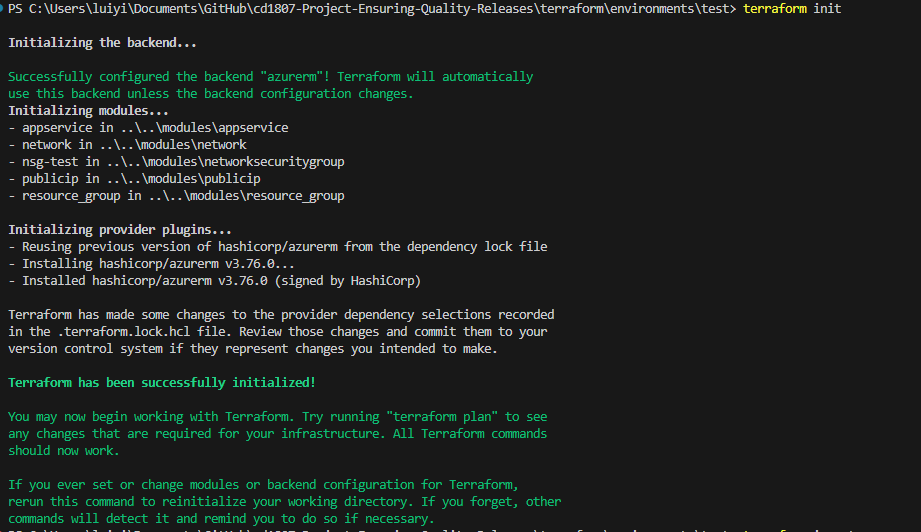 PS C:\Users\luiyi\Documents\GitHub\cd1807-Project-Ensuring-Quality-Releases\terraform\environments\test> terraform init
Initializing the backend...
Successfully configured the backend "azurerm"! Terraform will automatically
use this backend unless the backend configuration changes.
Initializing modules...
- appservice in ..\..\modules\appservice
- network in ..\..\modules\network
- nsg-test in ..\..\modules\networksecuritygroup
- publicip in ..\..\modules\publicip
- resource_group in ..\..\modules\resource_group
Initializing provider plugins...
- Reusing previous version of hashicorp/azurerm from the dependency lock file
- Installing hashicorp/azurerm v3.76.0...
- Installed hashicorp/azurerm v3.76.0 (signed by HashiCorp)
Terraform has made some changes to the provider dependency selections recorded
in the .terraform.lock.hcl file. Review those changes and commit them to your
version control system if they represent changes you intended to make.
Terraform has been successfully initialized!
You may now begin working with Terraform. Try running "terraform plan" to see
any changes that are required for your infrastructure. All Terraform commands
should now work.
If you ever set or change modules or backend configuration for Terraform,
rerun this command to reinitialize your working directory. If you forget, other
commands will detect it and remind you to do so if necessary.